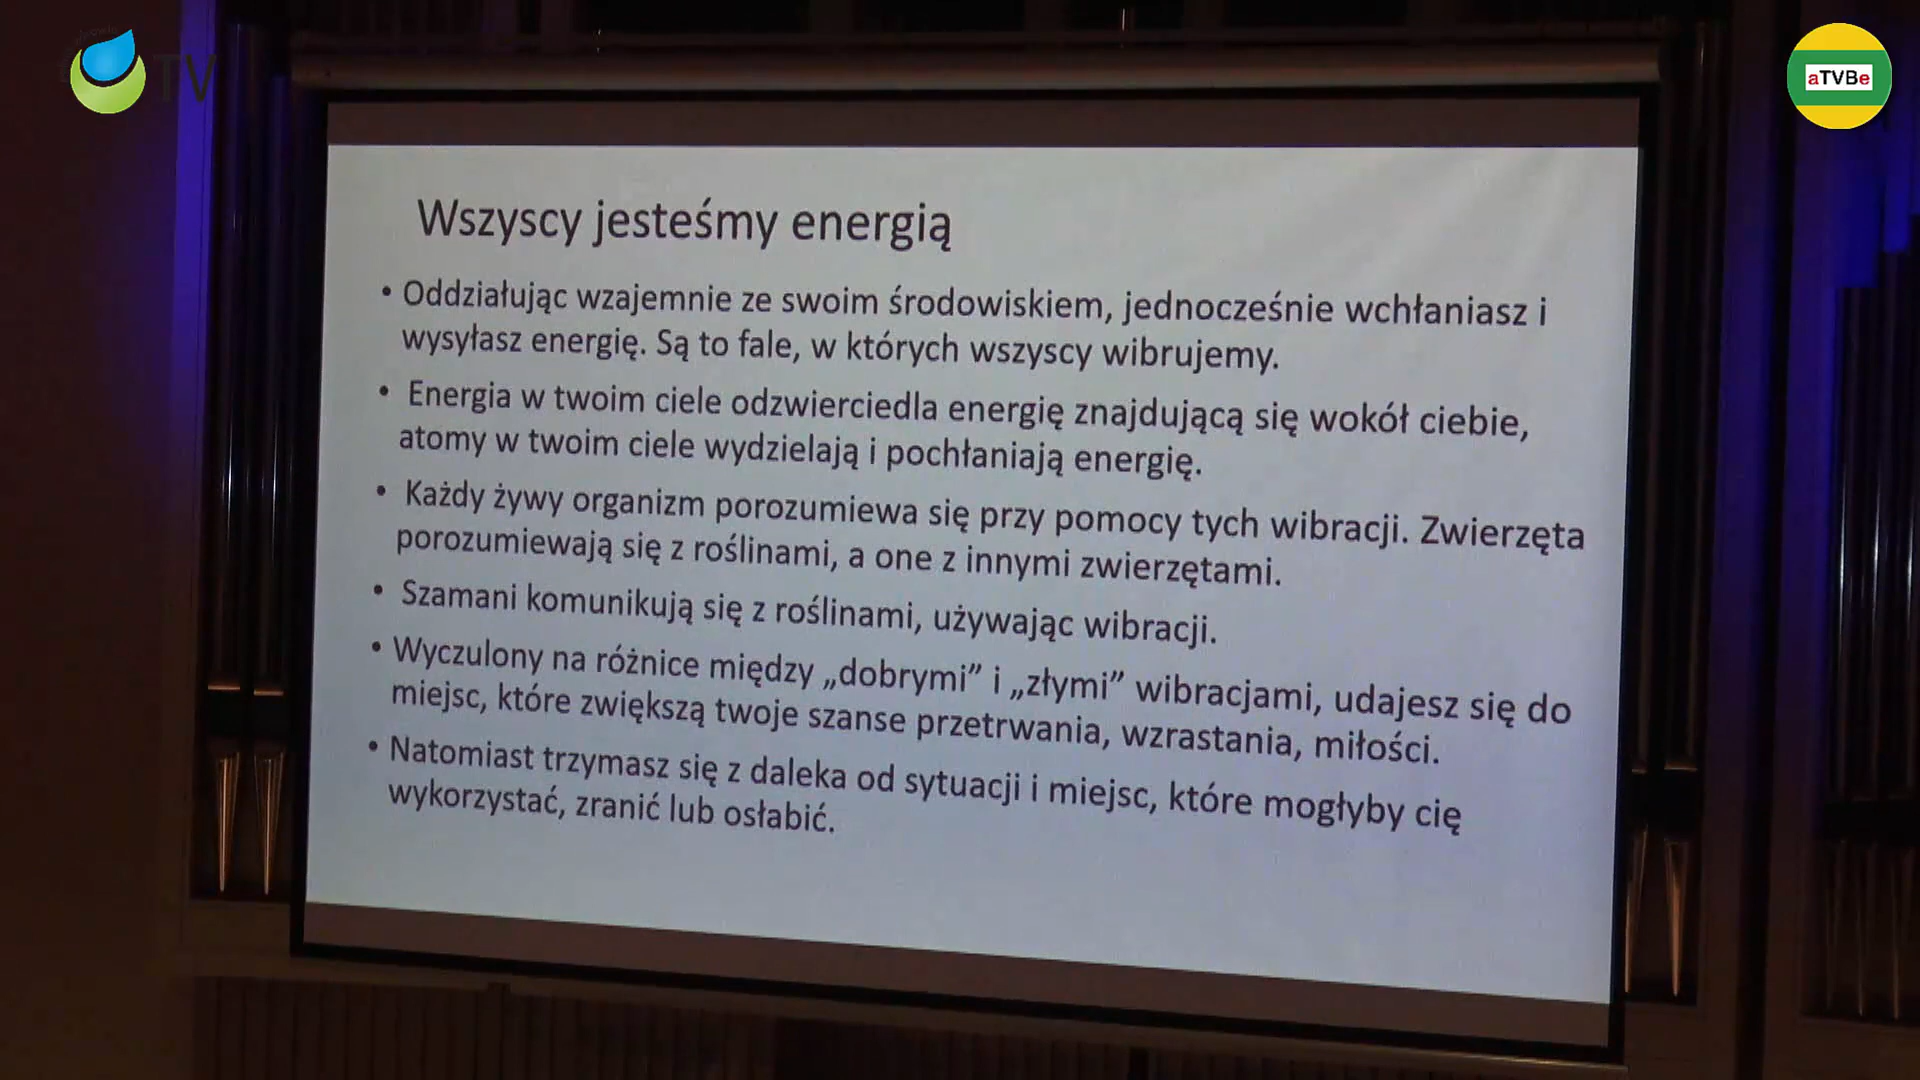 TV
aTVBe
Wszyscy jesteśmy energią
• Oddziałując wzajemnie ze swoim środowiskiem, jednocześnie wchłaniasz i
wysyłasz energię. Są to fale, w których wszyscy wibrujemy.
• Energia w twoim ciele odzwierciedla energię znajdującą się wokół ciebie,
atomy w twoim ciele wydzielają i pochłaniają energię.
• Każdy żywy organizm porozumiewa się przy pomocy tych wibracji. Zwierzęta
porozumiewają się z roślinami, a one z innymi zwierzętami.
• Szamani komunikują się z roślinami, używając wibracji.
• Wyczulony na różnice między „dobrymi” i „złymi” wibracjami, udajesz się do
miejsc, które zwiększą twoje szanse przetrwania, wzrastania, miłości.
• Natomiast trzymasz się z daleka od sytuacji i miejsc, które mogłyby cię
wykorzystać, zranić lub osłabić.